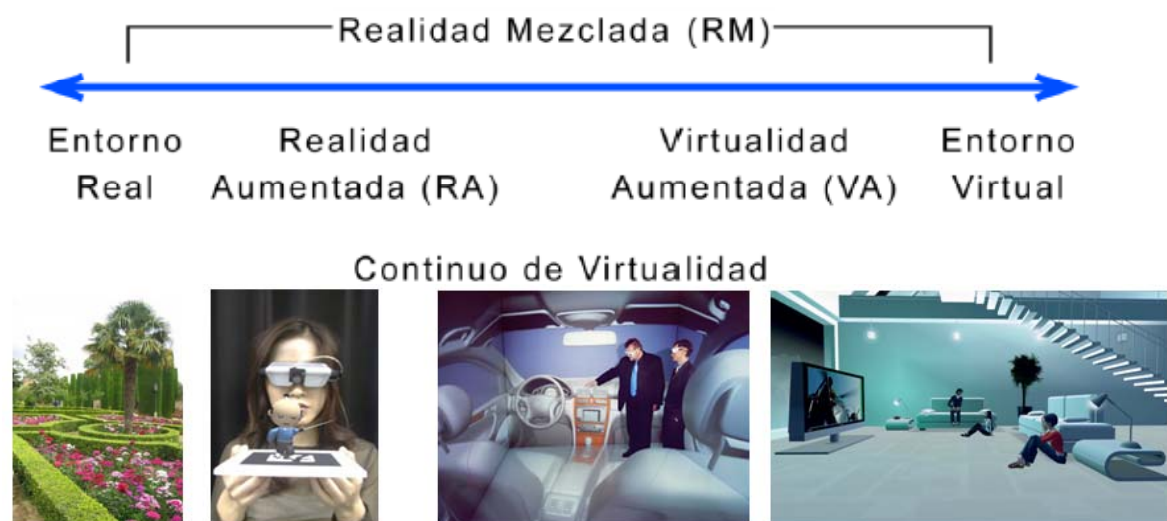 Realidad Mezclada (RM)
Entorno Real
Realidad Aumentada (RA)
Virtualidad Aumentada (VA)
Entorno Virtual
Continuo de Virtualidad